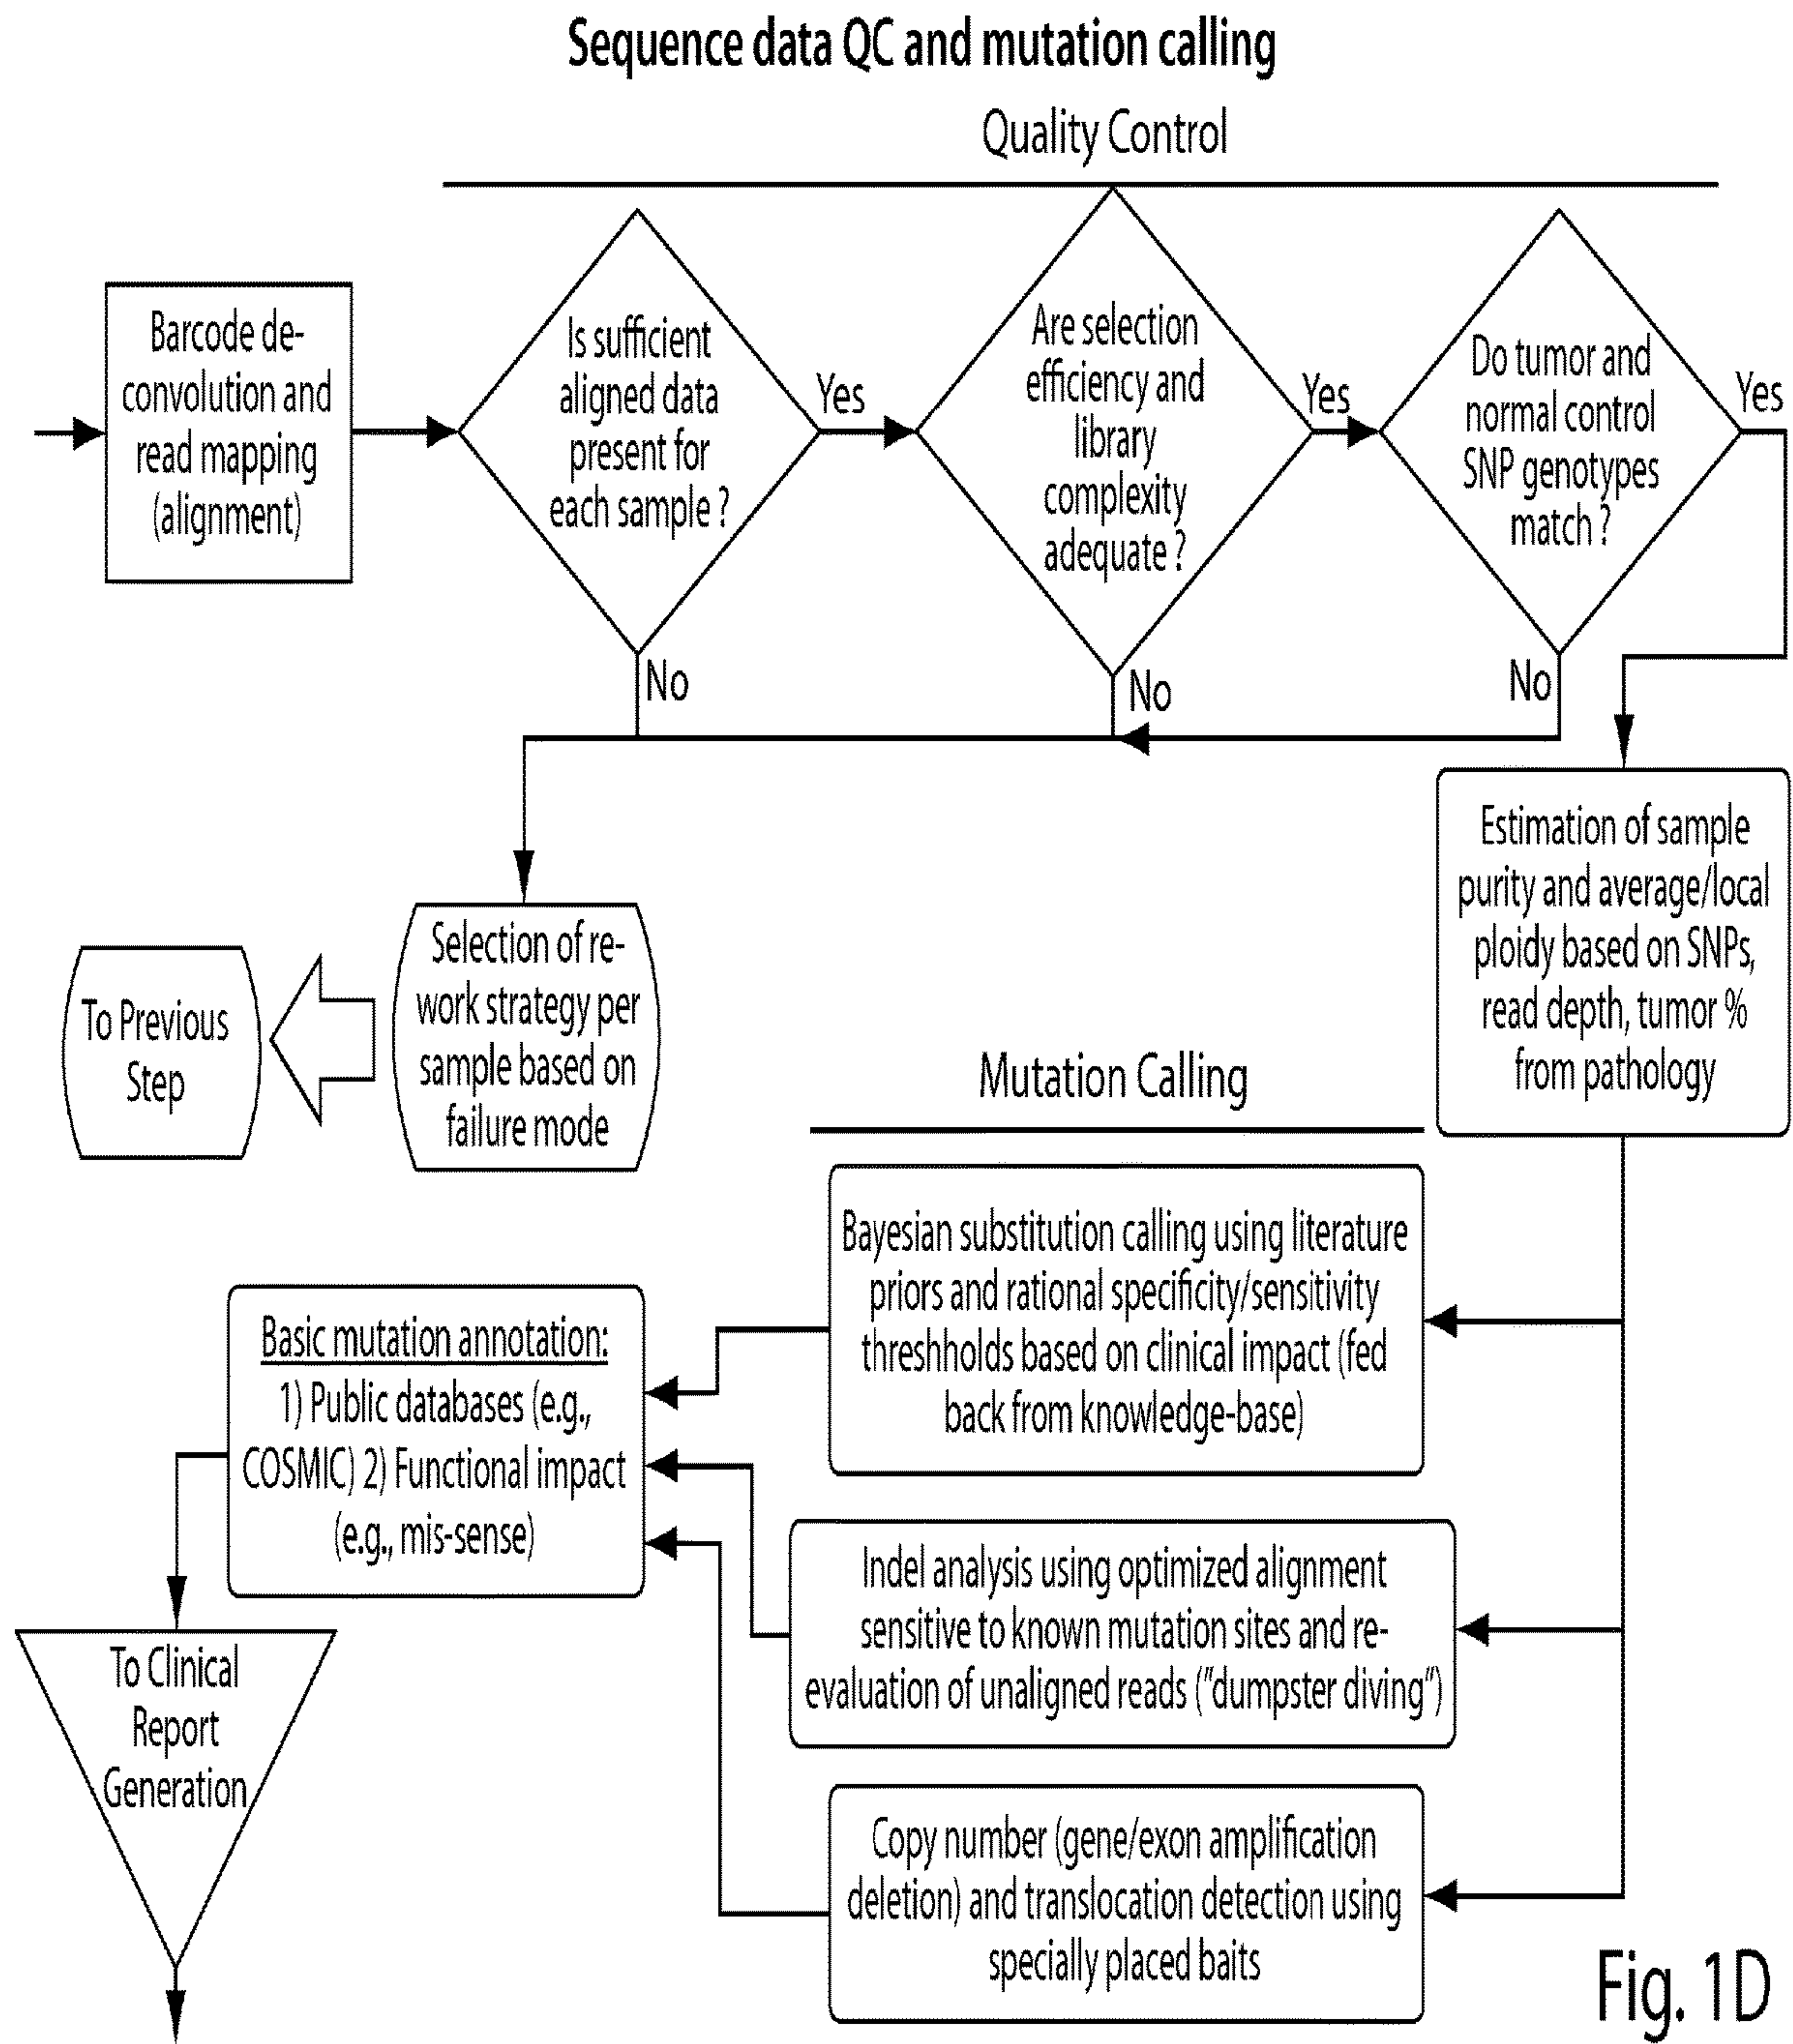 Sequence data QC and mutation calling
Quality Control
Barcode de-
convolution and
read mapping
(alignment)
Is sufficient
aligned data
present for
each sample ?
Yes
No
Are selection
efficiency and
library
complexity
adequate ?
Yes
No
Do tumor and
normal control
SNP genotypes
match ?
Yes
No
Estimation of sample
purity and average/local
ploidy based on SNPs,
read depth, tumor %
from pathology
Selection of re-
work strategy per
sample based on
failure mode
To Previous
Step
Mutation Calling
Bayesian substitution calling using literature
priors and rational specificity/sensitivity
threshholds based on clinical impact (fed
back from knowledge-base)
Indel analysis using optimized alignment
sensitive to known mutation sites and re-
evaluation of unaligned reads ("dumpster diving")
Copy number (gene/exon amplification
deletion) and translocation detection using
specially placed baits
Basic mutation annotation:
1) Public databases (e.g.,
COSMIC) 2) Functional impact
(e.g., mis-sense)
To Clinical
Report
Generation
Fig. 1D